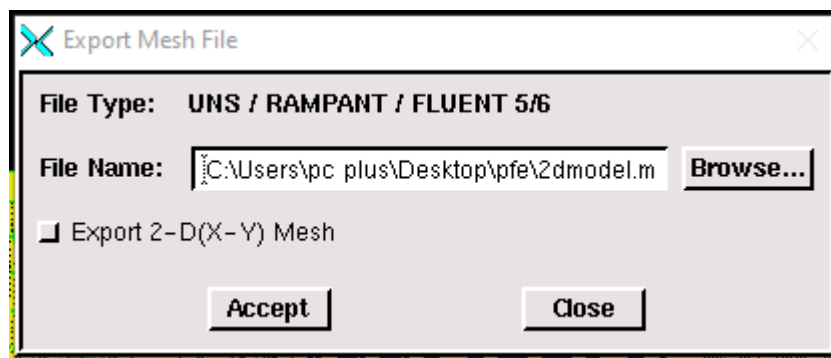 Export Mesh File
File Type: UNS / RAMPANT / FLUENT 5/6
File Name: C:\Users\pc plus\Desktop\pfe\2dmodel.m Browse...
Export 2-D(X-Y) Mesh
Accept Close